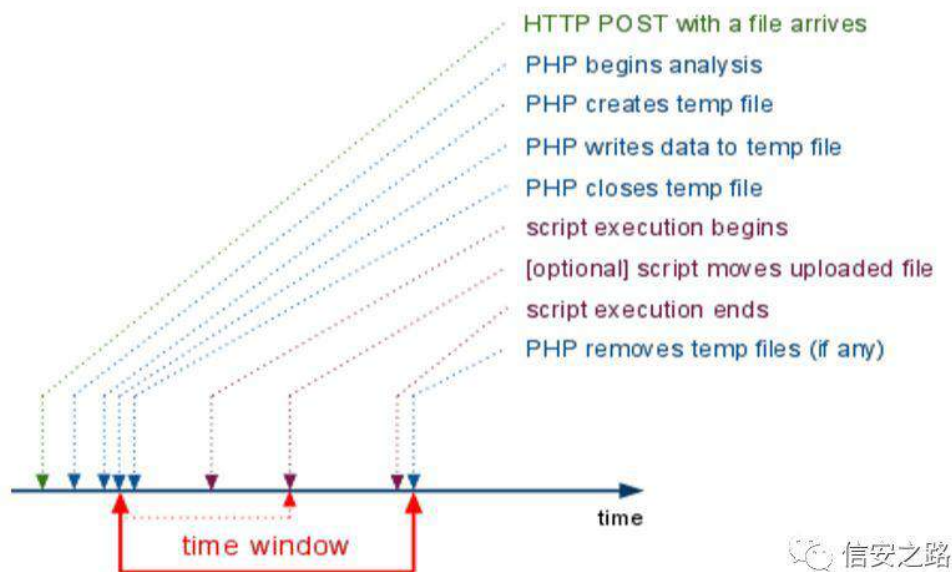 HTTP POST with a file arrives
PHP begins analysis
PHP creates temp file
PHP writes data to temp file
PHP closes temp file
script execution begins
[optional] script moves uploaded file
script execution ends
PHP removes temp files (if any)
time
time window
信安之路